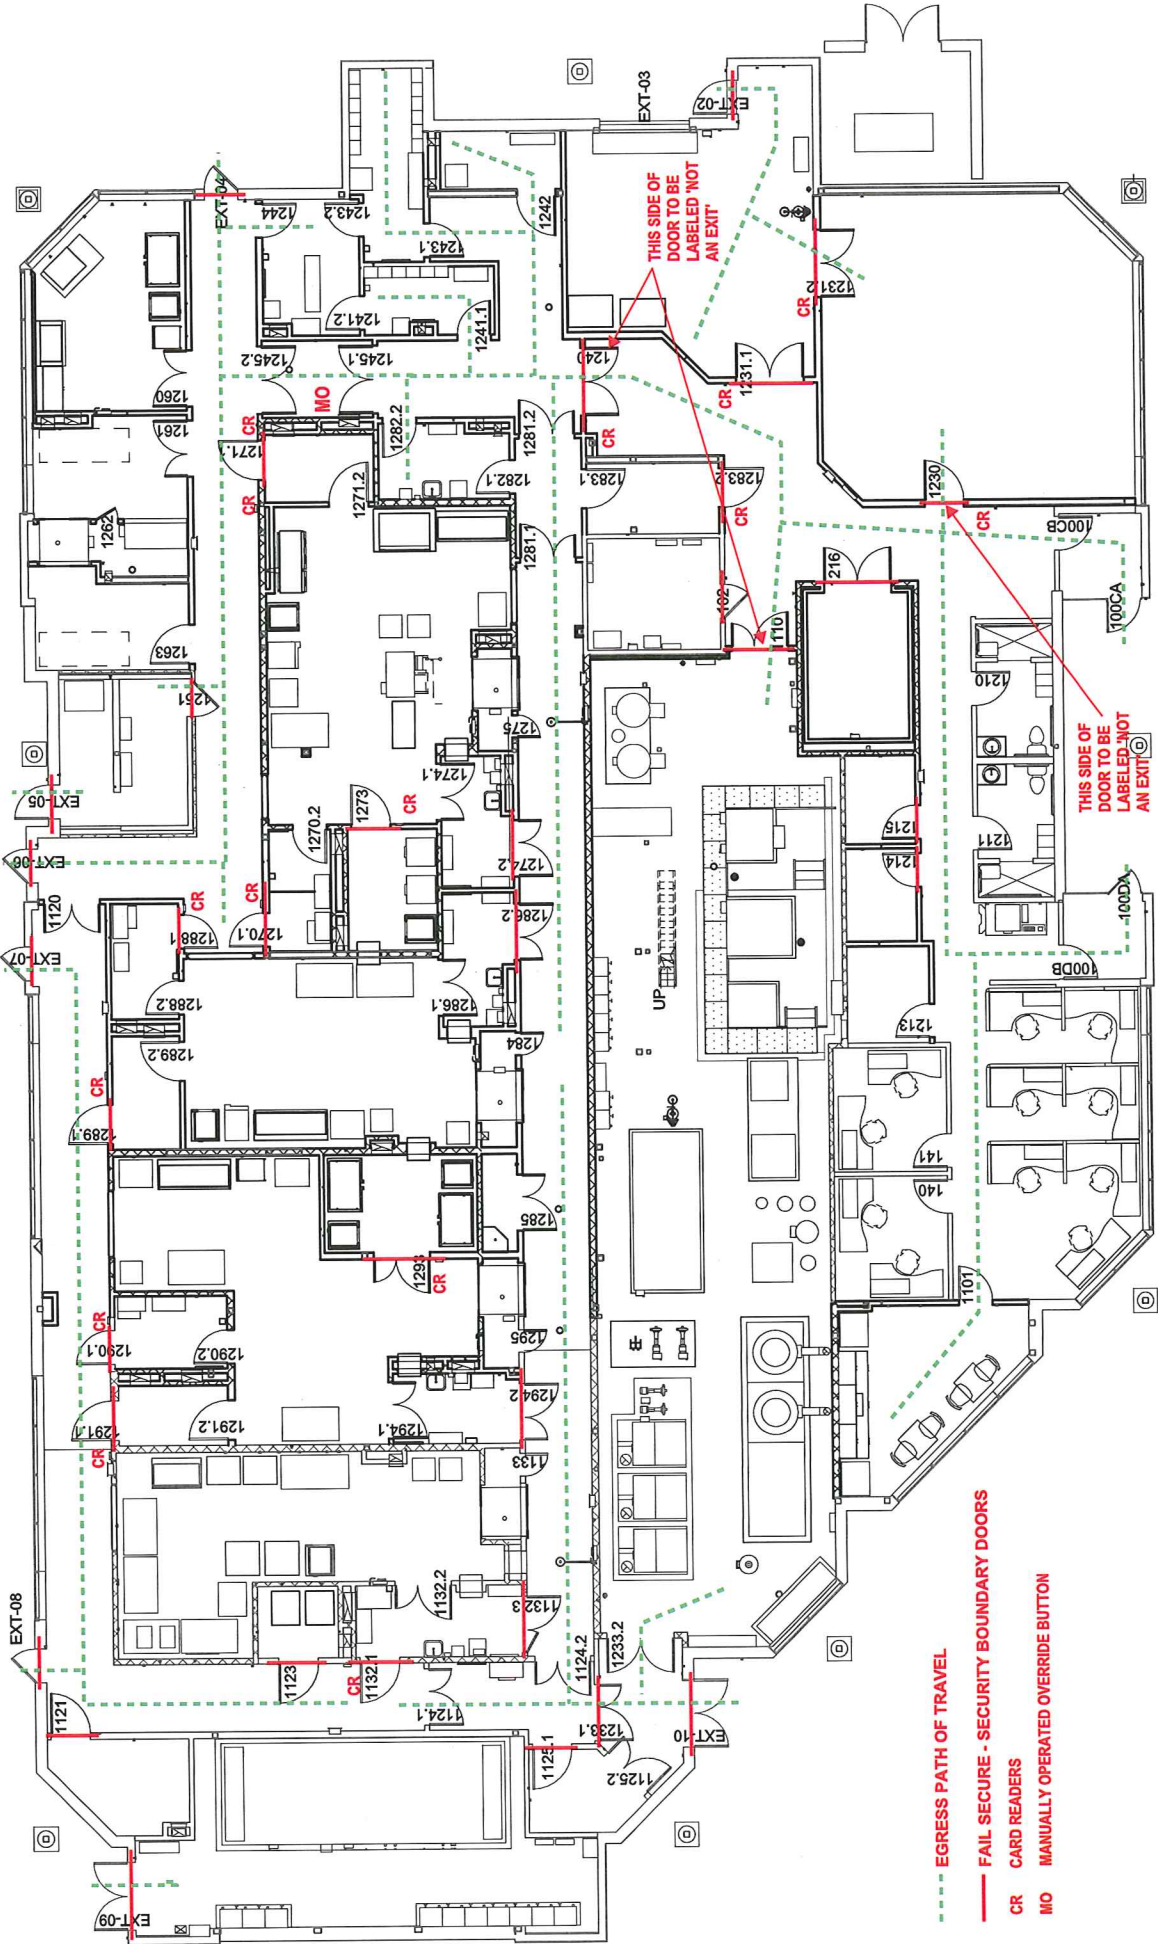 EXT-08
EXT-07
EXT-06
EXT-05
EXT-04
EXT-03
EXT-02
EXT-09
EXT-10
1121
1120
1251
1263
1262
1261
1260
1244
1243.2
1243.1
1242
1241.2
1241.1
1245.2
1245.1
MO
CR
1271.1
CR
1271.2
1282.2
1282.1
1281.2
1281.1
1240
CR
1283.1
1283.2
CR
102
1110
216
THIS SIDE OF
DOOR TO BE
LABELED 'NOT
AN EXIT'
CR
1231.1
CR
1231.2
1230
CR
100CB
100CA
1210
1211
THIS SIDE OF
DOOR TO BE
LABELED 'NOT
AN EXIT'
100DA
100DB
1215
1214
1213
141
140
1101
UP
1275
1274.1
1274.2
1273
CR
1270.2
1270.1
CR
CR
1288.1
1288.2
1289.2
CR
1289.1
1286.2
1286.1
1284
1285
CR
1295
1294.2
1294.1
CR
1290.1
1290.2
1291.1
1291.2
CR
1133
1132.2
1132.3
1132.1
CR
1123
1124.1
1124.2
1233.2
1233.1
1125.1
1125.2
EGRESS PATH OF TRAVEL
FAIL SECURE - SECURITY BOUNDARY DOORS
CR CARD READERS
MO MANUALLY OPERATED OVERRIDE BUTTON